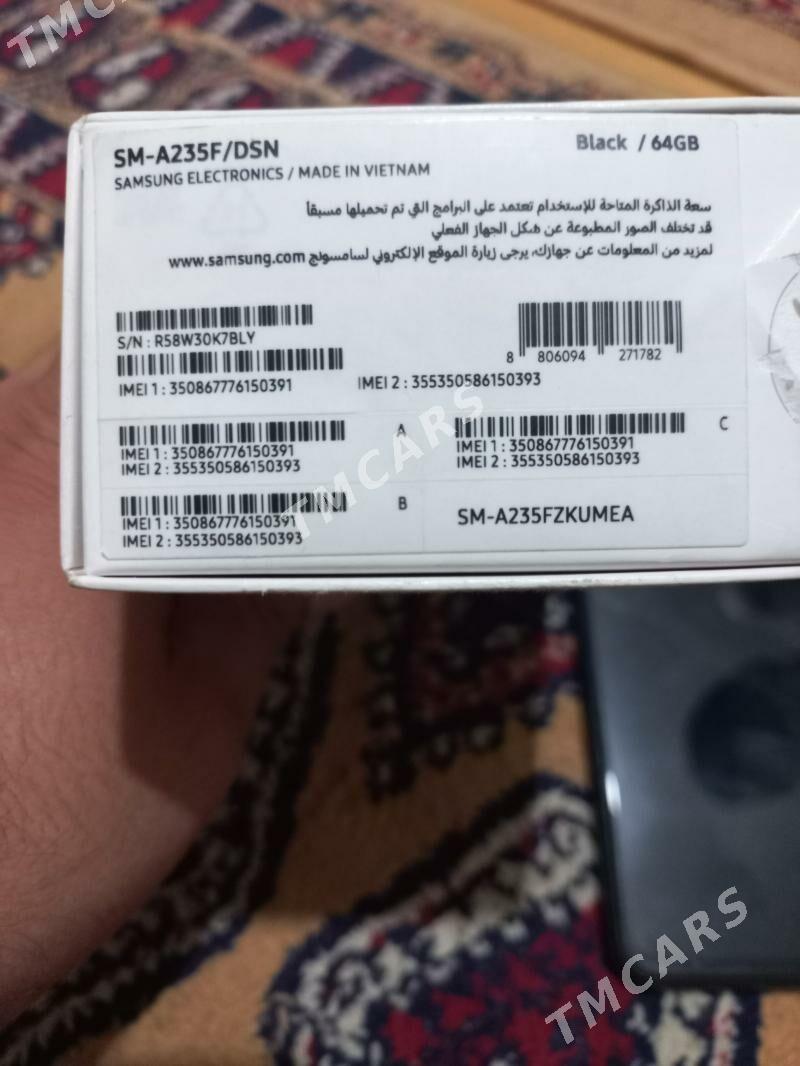 TMCARS
SM-A235F/DSN
Black / 64GB
SAMSUNG ELECTRONICS / MADE IN VIETNAM
سعة الذاكرة المتاحة للإستخدام تعتمد على البرامج التي تم تحميلها مسبقاً
قد تختلف الصور المطبوعة عن شكل الجهاز الفعلي
لمزيد من المعلومات عن جهازك، يرجى زيارة الموقع الإلكتروني لسامسونج www.samsung.com
S/N : R58W30K7BLY
8 806094 271782
IMEI 1 : 350867776150391
IMEI 2 : 355350586150393
A
IMEI 1 : 350867776150391
IMEI 2 : 355350586150393
C
IMEI 1 : 350867776150391
IMEI 2 : 355350586150393
B
IMEI 1 : 350867776150391
IMEI 2 : 355350586150393
SM-A235FZKUMEA
TMCARS
TMCARS